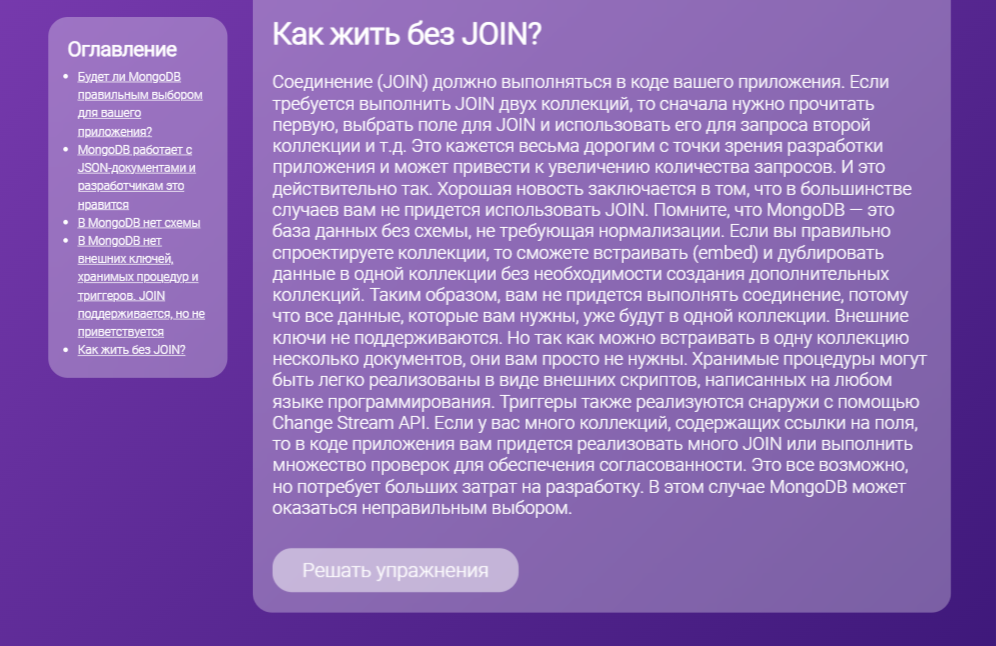 Оглавление
Будет ли MongoDB
правильным выбором
для вашего
приложения?
MongoDB работает с
JSON-документами и
разработчикам это
нравится
В MongoDB нет схемы
В MongoDB нет
внешних ключей,
хранимых процедур и
триггеров. JOIN
поддерживается, но не
приветствуется
Как жить без JOIN?
Как жить без JOIN?
Соединение (JOIN) должно выполняться в коде вашего приложения. Если
требуется выполнить JOIN двух коллекций, то сначала нужно прочитать
первую, выбрать поле для JOIN и использовать его для запроса второй
коллекции и т.д. Это кажется весьма дорогим с точки зрения разработки
приложения и может привести к увеличению количества запросов. И это
действительно так. Хорошая новость заключается в том, что в большинстве
случаев вам не придется использовать JOIN. Помните, что MongoDB — это
база данных без схемы, не требующая нормализации. Если вы правильно
спроектируете коллекции, то сможете встраивать (embed) и дублировать
данные в одной коллекции без необходимости создания дополнительных
коллекций. Таким образом, вам не придется выполнять соединение, потому
что все данные, которые вам нужны, уже будут в одной коллекции. Внешние
ключи не поддерживаются. Но так как можно встраивать в одну коллекцию
несколько документов, они вам просто не нужны. Хранимые процедуры могут
быть легко реализованы в виде внешних скриптов, написанных на любом
языке программирования. Триггеры также реализуются снаружи с помощью
Change Stream API. Если у вас много коллекций, содержащих ссылки на поля,
то в коде приложения вам придется реализовать много JOIN или выполнить
множество проверок для обеспечения согласованности. Это все возможно,
но потребует больших затрат на разработку. В этом случае MongoDB может
оказаться неправильным выбором.
Решать упражнения